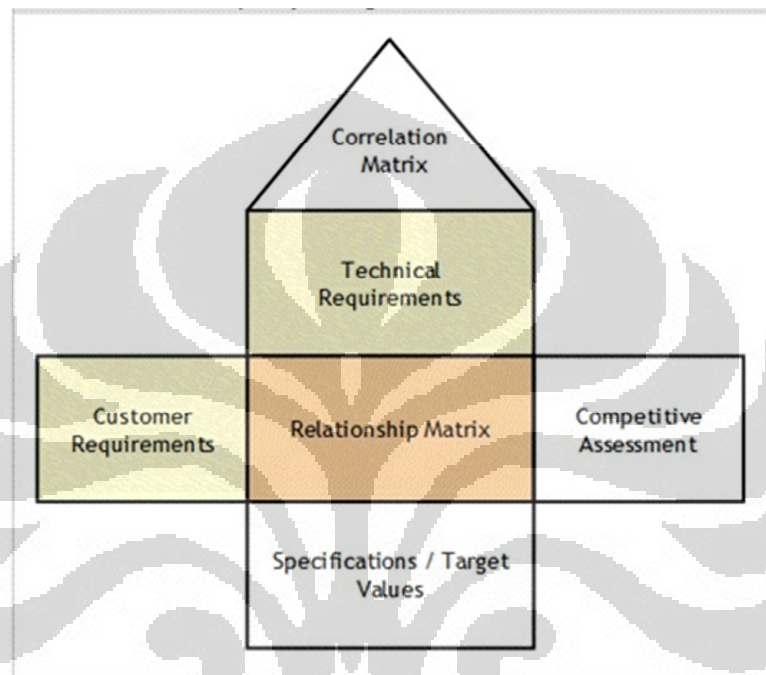 Correlation
Matrix
Technical
Requirements
Customer
Requirements
Relationship Matrix
Competitive
Assessment
Specifications / Target
Values